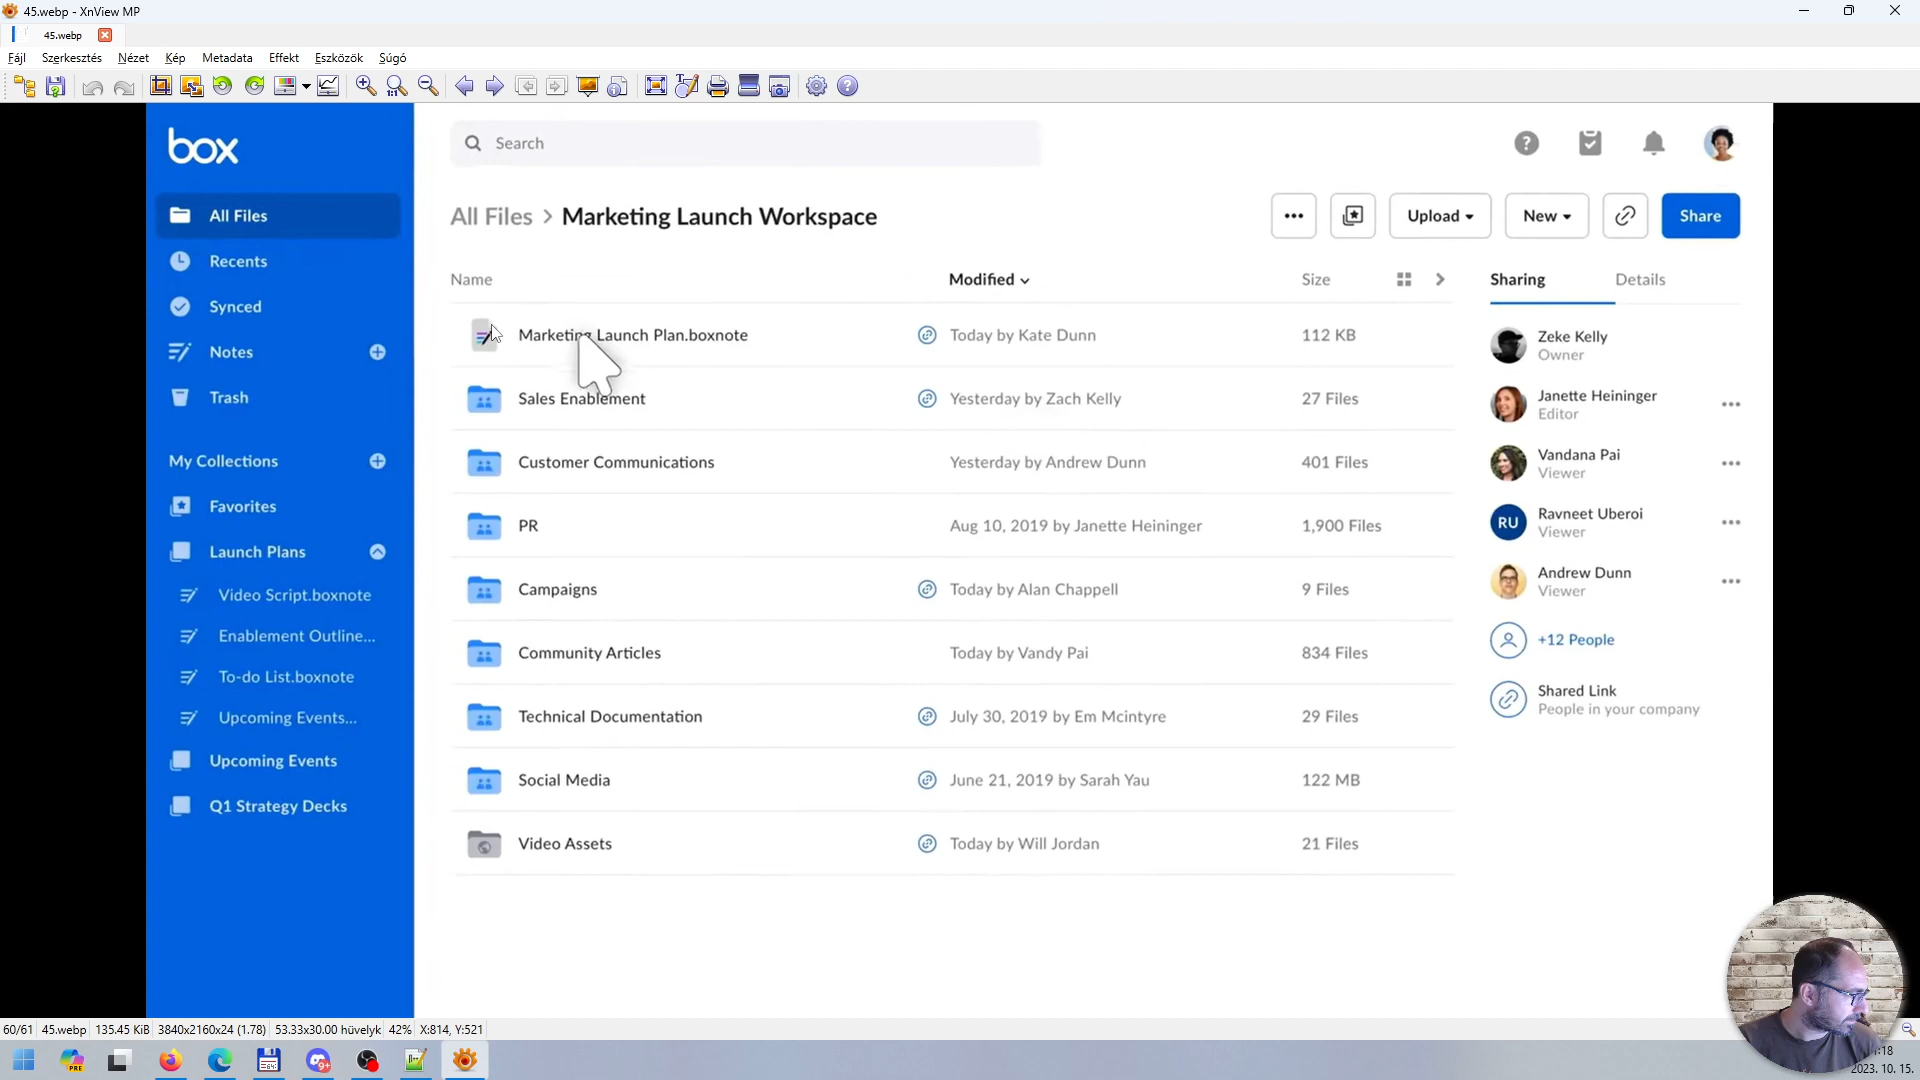 45.webp - XnView MP
45.webp
Fájl Szerkesztés Nézet Kép Metadata Effekt Eszközök Súgó
box
Search
All Files
Recents
Synced
Notes
Trash
My Collections
Favorites
Launch Plans
Video Script.boxnote
Enablement Outline...
To-do List.boxnote
Upcoming Events...
Upcoming Events
Q1 Strategy Decks
All Files > Marketing Launch Workspace
Upload New Share
Name Modified Size
Marketing Launch Plan.boxnote Today by Kate Dunn 112 KB
Sales Enablement Yesterday by Zach Kelly 27 Files
Customer Communications Yesterday by Andrew Dunn 401 Files
PR Aug 10, 2019 by Janette Heininger 1,900 Files
Campaigns Today by Alan Chappell 9 Files
Community Articles Today by Vandy Pai 834 Files
Technical Documentation July 30, 2019 by Em Mcintyre 29 Files
Social Media June 21, 2019 by Sarah Yau 122 MB
Video Assets Today by Will Jordan 21 Files
Sharing Details
Zeke Kelly
Owner
Janette Heininger
Editor
Vandana Pai
Viewer
RU
Ravneet Uberoi
Viewer
Andrew Dunn
Viewer
+12 People
Shared Link
People in your company
60/61 45.webp 135.45 KiB 3840x2160x24 (1.78) 53.33x30.00 hüvelyk 42% X:814, Y:521
PRE
64
9+
:18
2023. 10. 15.